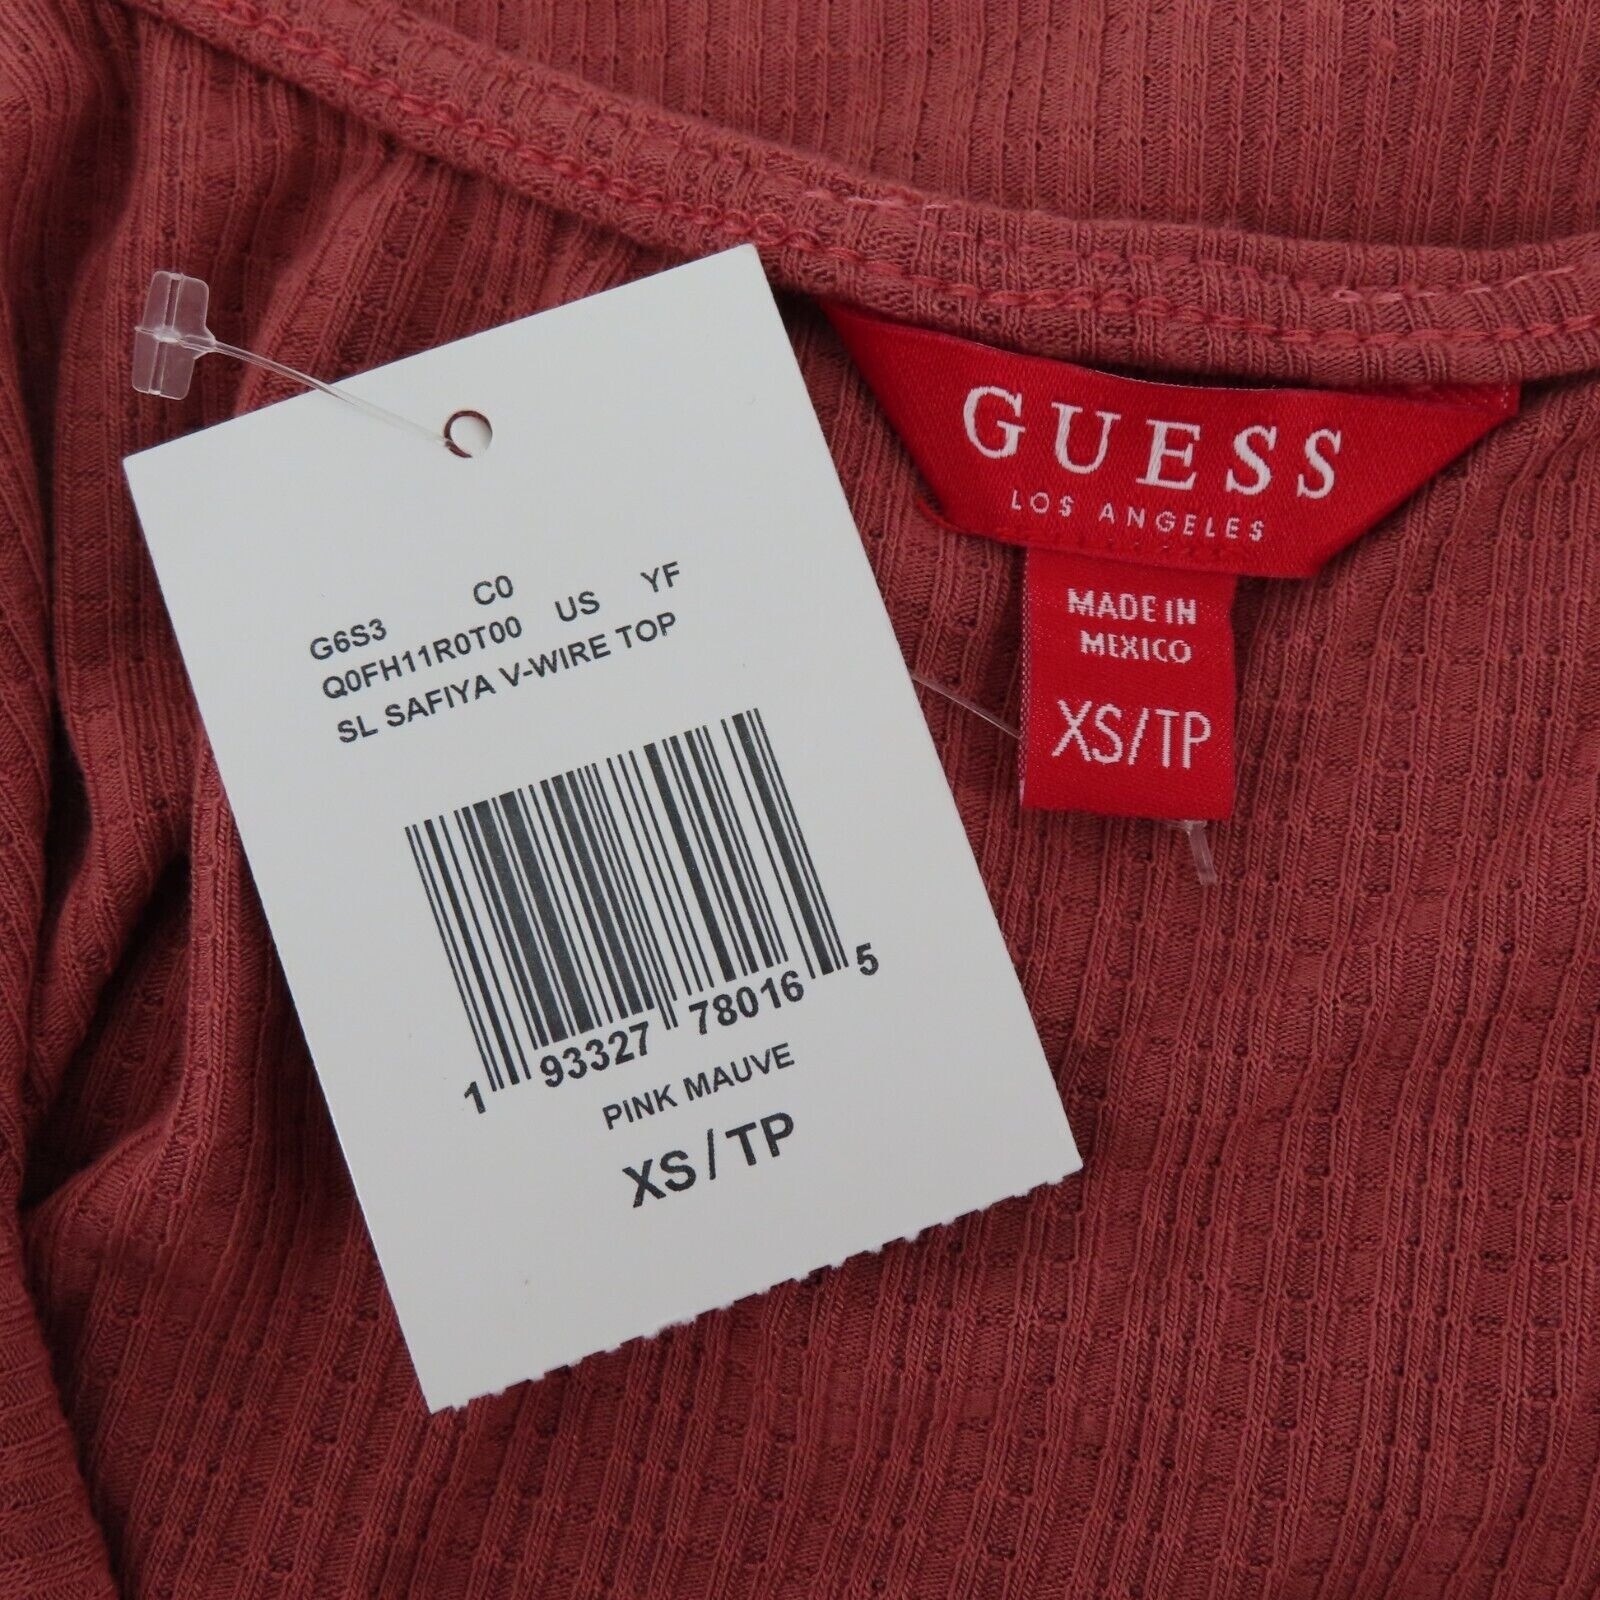 G6S3 C0
Q0FH11R0T00 US YF
SL SAFIYA V-WIRE TOP
1 93327 78016 5
PINK MAUVE
XS/TP
GUESS
LOS ANGELES
MADE IN
MEXICO
XS/TP